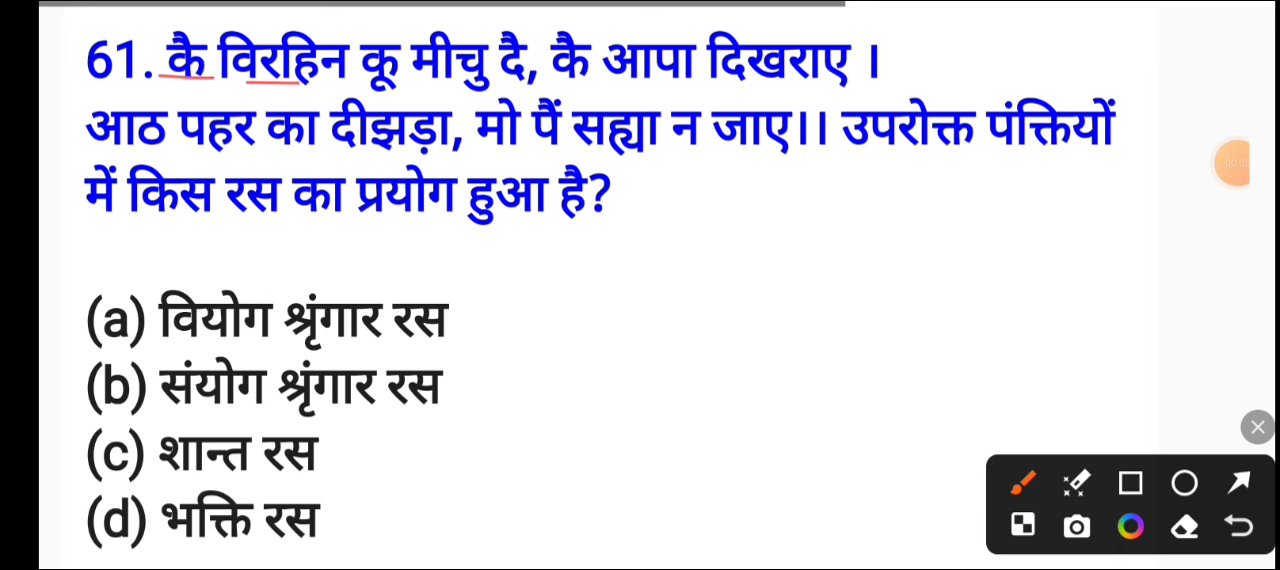 61. कै विरहिन कू मीचु दै, कै आपा दिखराए ।
आठ पहर का दीझड़ा, मो पैं सह्या न जाए।। उपरोक्त पंक्तियों
में किस रस का प्रयोग हुआ है?
(a) वियोग श्रृंगार रस
(b) संयोग श्रृंगार रस
(c) शान्त रस
(d) भक्ति रस